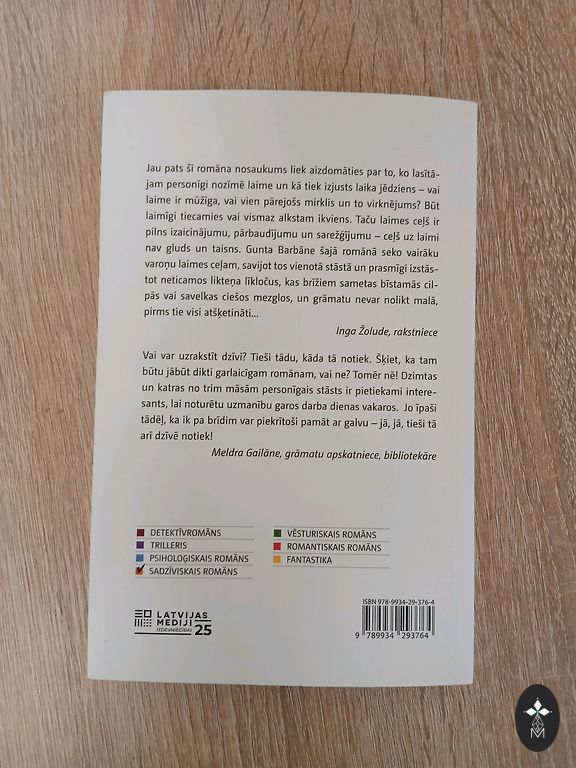 Jau pats šī romāna nosaukums liek aizdomāties par to, ko lasītā-
jam personīgi nozīmē laime un kā tiek izjusts laika jēdziens – vai
laime ir mūžīga, vai vien pārejošs mirklis un to virknējums? Būt
laimīgi tiecamies vai vismaz alkstam ikviens. Taču laimes ceļš ir
pilns izaicinājumu, pārbaudījumu un sarežģījumu – ceļš uz laimi
nav gluds un taisns. Gunta Barbāne šajā romānā seko vairāku
varoņu laimes ceļam, savijot tos vienotā stāstā un prasmīgi izstās-
tot neticamos likteņa līkločus, kas brīžiem sametas bīstamās cil-
pās vai savelkas ciešos mezglos, un grāmatu nevar nolikt malā,
pirms tie visi atšķetināti...
Inga Žolude, rakstniece
Vai var uzrakstīt dzīvi? Tieši tādu, kāda tā notiek. Šķiet, ka tam
būtu jābūt dikti garlaicīgam romānam, vai ne? Tomēr nē! Dzimtas
un katras no trim māsām personīgais stāsts ir pietiekami intere-
sants, lai noturētu uzmanību garos darba dienas vakaros. Jo īpaši
tādēļ, ka ik pa brīdim var piekrītoši pamāt ar galvu – jā, jā, tieši tā
arī dzīvē notiek!
Meldra Gailāne, grāmatu apskatniece, bibliotekāre
DETEKTĪVROMĀNS
TRILLERIS
PSIHOLOĢISKAIS ROMĀNS
SADZĪVISKAIS ROMĀNS
VĒSTURISKAIS ROMĀNS
ROMANTISKAIS ROMĀNS
FANTASTIKA
LATVIJAS
MEDIJI
IZDEVNIECĪBAI 25
ISBN 978-9934-29-376-4
9 789934 293764
M